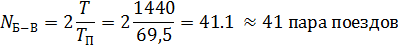 N_{Б−В} = 2 T/T_П = 2 1440/69,5 = 41.1 ≈ 41 пара поездов